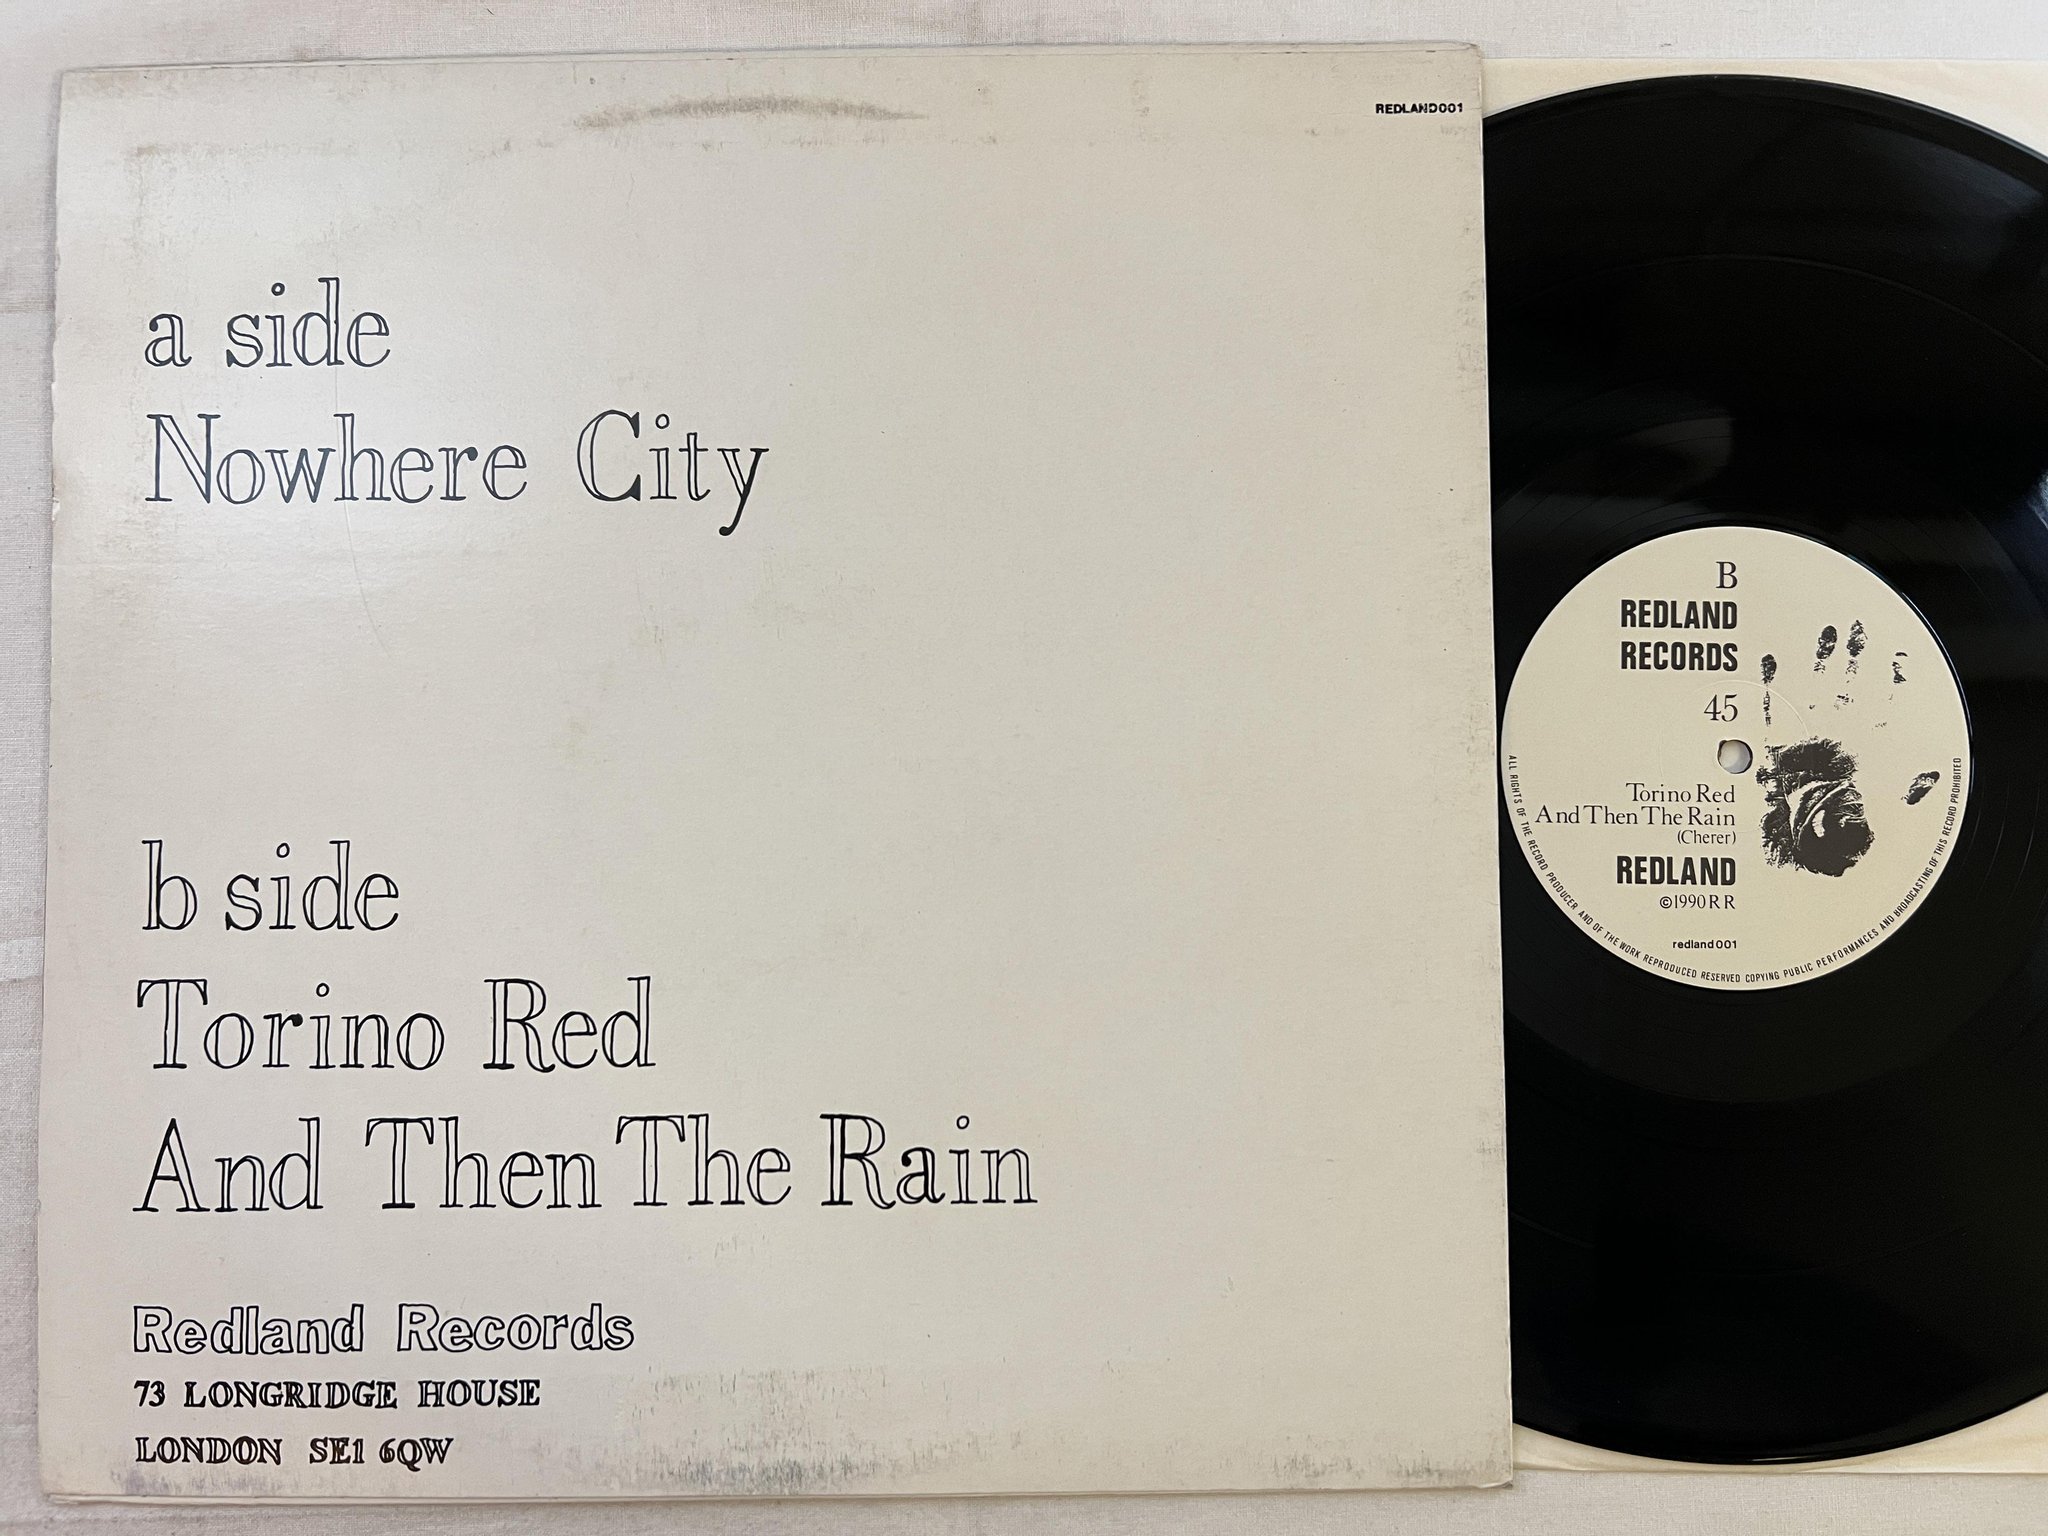 REDLAND001
a side
Nowhere City
b side
Torino Red
And Then The Rain
Redland Records
73 LONGRIDGE HOUSE
LONDON SE1 6QW
B
REDLAND
RECORDS
45
Torino Red
And Then The Rain
(Cherer)
REDLAND
©1990 R R
redland 001
ALL RIGHTS OF THE RECORD PRODUCER AND OF THE WORK REPRODUCED RESERVED COPYING PUBLIC PERFORMANCES AND BROADCASTING OF THIS RECORD PROHIBITED